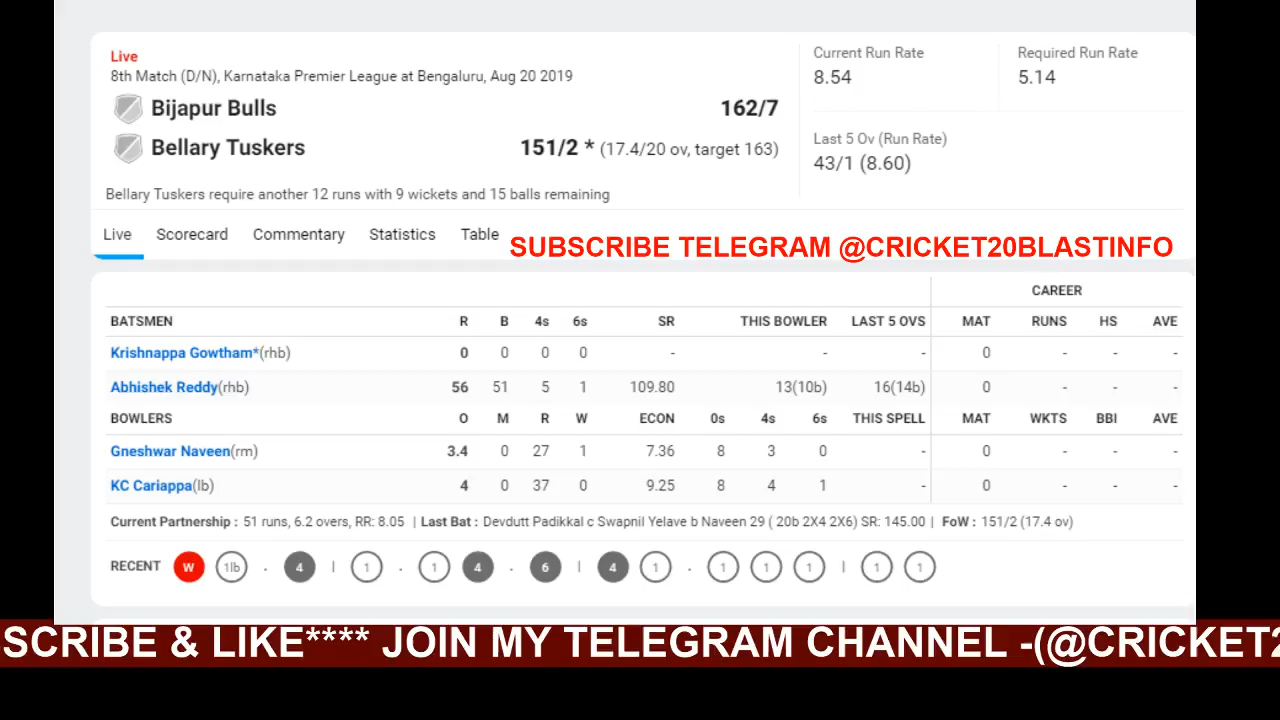 Live
8th Match (D/N), Karnataka Premier League at Bengaluru, Aug 20 2019
Bijapur Bulls 162/7
Bellary Tuskers 151/2 * (17.4/20 ov, target 163)
Bellary Tuskers require another 12 runs with 9 wickets and 15 balls remaining
Current Run Rate Required Run Rate
8.54 5.14
Last 5 Ov (Run Rate)
43/1 (8.60)
Live Scorecard Commentary Statistics Table
SUBSCRIBE TELEGRAM @CRICKET20BLASTINFO
CAREER
BATSMEN R B 4s 6s SR THIS BOWLER LAST 5 OVS MAT RUNS HS AVE
Krishnappa Gowtham*(rhb) 0 0 0 0 - - - 0 - - -
Abhishek Reddy(rhb) 56 51 5 1 109.80 13(10b) 16(14b) 0 - - -
BOWLERS O M R W ECON 0s 4s 6s THIS SPELL MAT WKTS BBI AVE
Gneshwar Naveen(rm) 3.4 0 27 1 7.36 8 3 0 - 0 - - -
KC Cariappa(lb) 4 0 37 0 9.25 8 4 1 - 0 - - -
Current Partnership : 51 runs, 6.2 overs, RR: 8.05 | Last Bat : Devdutt Padikkal c Swapnil Yelave b Naveen 29 ( 20b 2X4 2X6) SR: 145.00 | FoW : 151/2 (17.4 ov)
RECENT W 1lb . 4 | 1 . 1 4 . 6 | 4 1 . 1 1 1 | 1 1
SCRIBE & LIKE**** JOIN MY TELEGRAM CHANNEL -(@CRICKET2